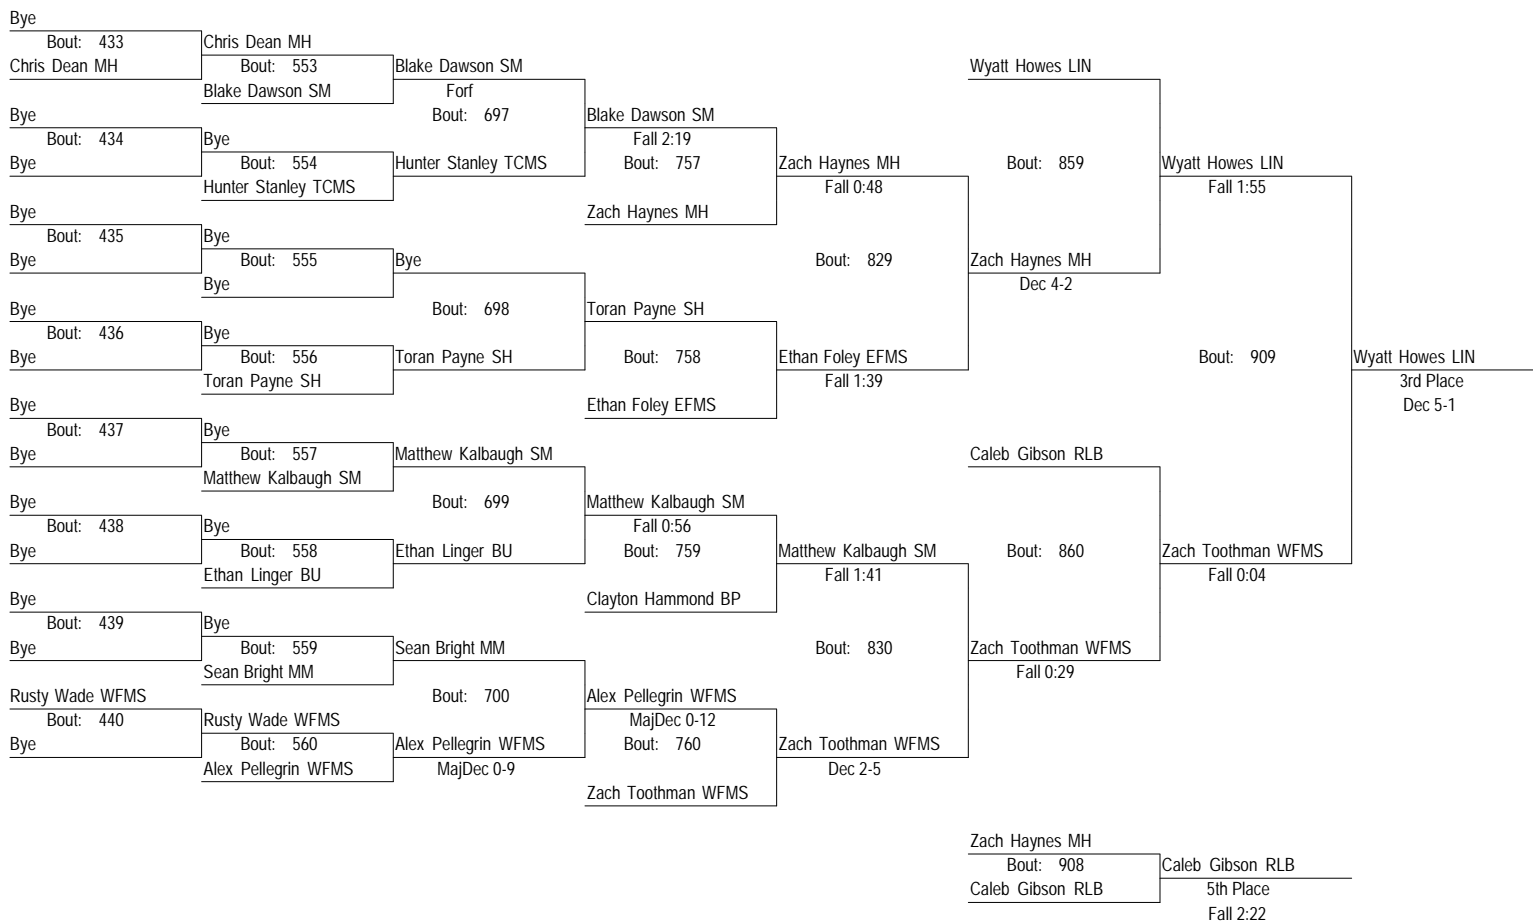 Bye
Bout: 433
Chris Dean MH
Bye
Bout: 434
Bye
Bye
Bout: 435
Bye
Bye
Bout: 436
Bye
Bye
Bout: 437
Bye
Bye
Bout: 438
Bye
Bye
Bout: 439
Bye
Rusty Wade WFMS
Bout: 440
Bye
Chris Dean MH
Bout: 553
Blake Dawson SM
Bye
Bout: 554
Hunter Stanley TCMS
Bye
Bout: 555
Bye
Bye
Bout: 556
Toran Payne SH
Bye
Bout: 557
Matthew Kalbaugh SM
Bye
Bout: 558
Ethan Linger BU
Bye
Bout: 559
Sean Bright MM
Rusty Wade WFMS
Bout: 560
Alex Pellegrin WFMS
Blake Dawson SM
Forf
Bout: 697
Hunter Stanley TCMS
Bye
Bout: 698
Toran Payne SH
Matthew Kalbaugh SM
Bout: 699
Ethan Linger BU
Sean Bright MM
Bout: 700
Alex Pellegrin WFMS
MajDec 0-9
Blake Dawson SM
Fall 2:19
Bout: 757
Zach Haynes MH
Toran Payne SH
Bout: 758
Ethan Foley EFMS
Matthew Kalbaugh SM
Fall 0:56
Bout: 759
Clayton Hammond BP
Alex Pellegrin WFMS
MajDec 0-12
Bout: 760
Zach Toothman WFMS
Zach Haynes MH
Fall 0:48
Bout: 829
Ethan Foley EFMS
Fall 1:39
Matthew Kalbaugh SM
Fall 1:41
Bout: 830
Zach Toothman WFMS
Dec 2-5
Wyatt Howes LIN
Bout: 859
Zach Haynes MH
Dec 4-2
Caleb Gibson RLB
Bout: 860
Zach Toothman WFMS
Fall 0:29
Wyatt Howes LIN
Fall 1:55
Bout: 909
Zach Toothman WFMS
Fall 0:04
Wyatt Howes LIN
3rd Place
Dec 5-1
Zach Haynes MH
Bout: 908
Caleb Gibson RLB
Caleb Gibson RLB
5th Place
Fall 2:22